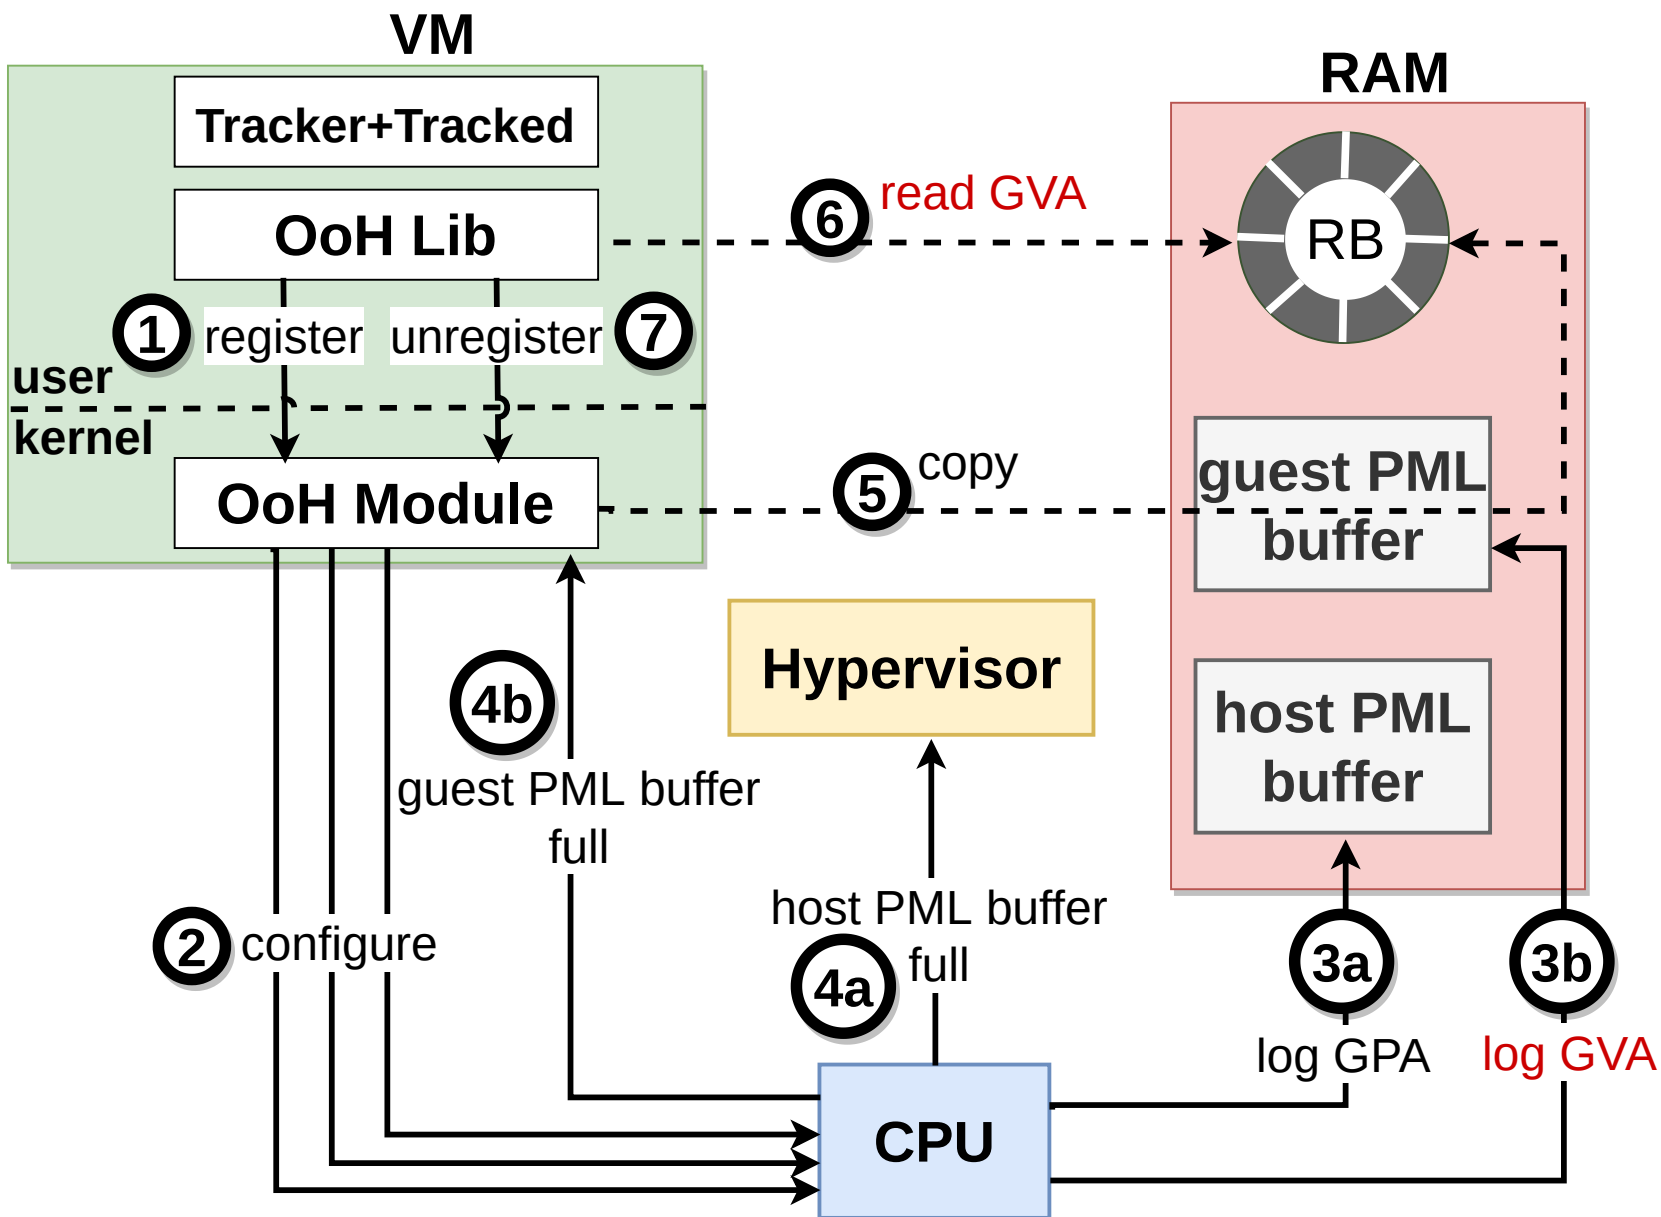 VM
RAM
Tracker+Tracked
OoH Lib
6
read GVA
RB
1
register
unregister
7
user
kernel
OoH Module
5
copy
guest PML
buffer
Hypervisor
host PML
buffer
4b
guest PML buffer
full
2
configure
host PML buffer
full
4a
3a
3b
log GPA
log GVA
CPU